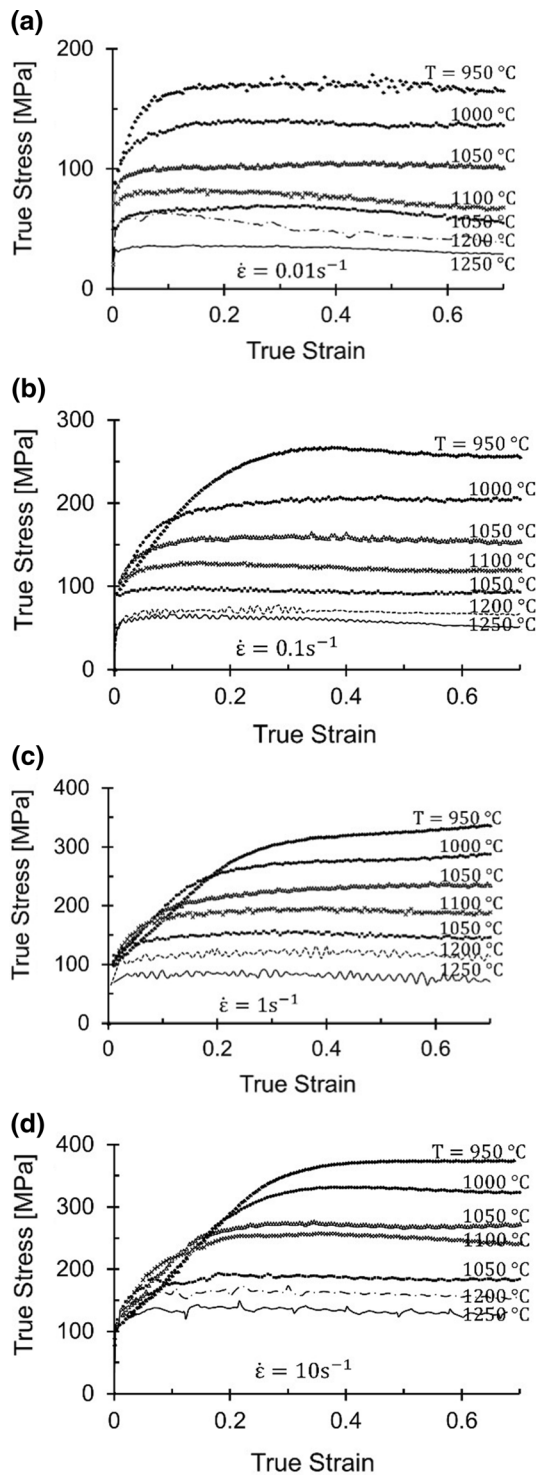 (a)
True Stress [MPa]
200
100
0
T = 950 °C
1000 °C
1050 °C
1100 °C
1050 °C
1200 °C
1250 °C
ε̇ = 0.01s⁻¹
0 0.2 0.4 0.6
True Strain
(b)
True Stress [MPa]
300
200
100
0
T = 950 °C
1000 °C
1050 °C
1100 °C
1050 °C
1200 °C
1250 °C
ε̇ = 0.1s⁻¹
0 0.2 0.4 0.6
True Strain
(c)
True Stress [MPa]
400
300
200
100
0
T = 950 °C
1000 °C
1050 °C
1100 °C
1050 °C
1200 °C
1250 °C
ε̇ = 1s⁻¹
0 0.2 0.4 0.6
True Strain
(d)
True Stress [MPa]
400
300
200
100
0
T = 950 °C
1000 °C
1050 °C
1100 °C
1050 °C
1200 °C
1250 °C
ε̇ = 10s⁻¹
0 0.2 0.4 0.6
True Strain